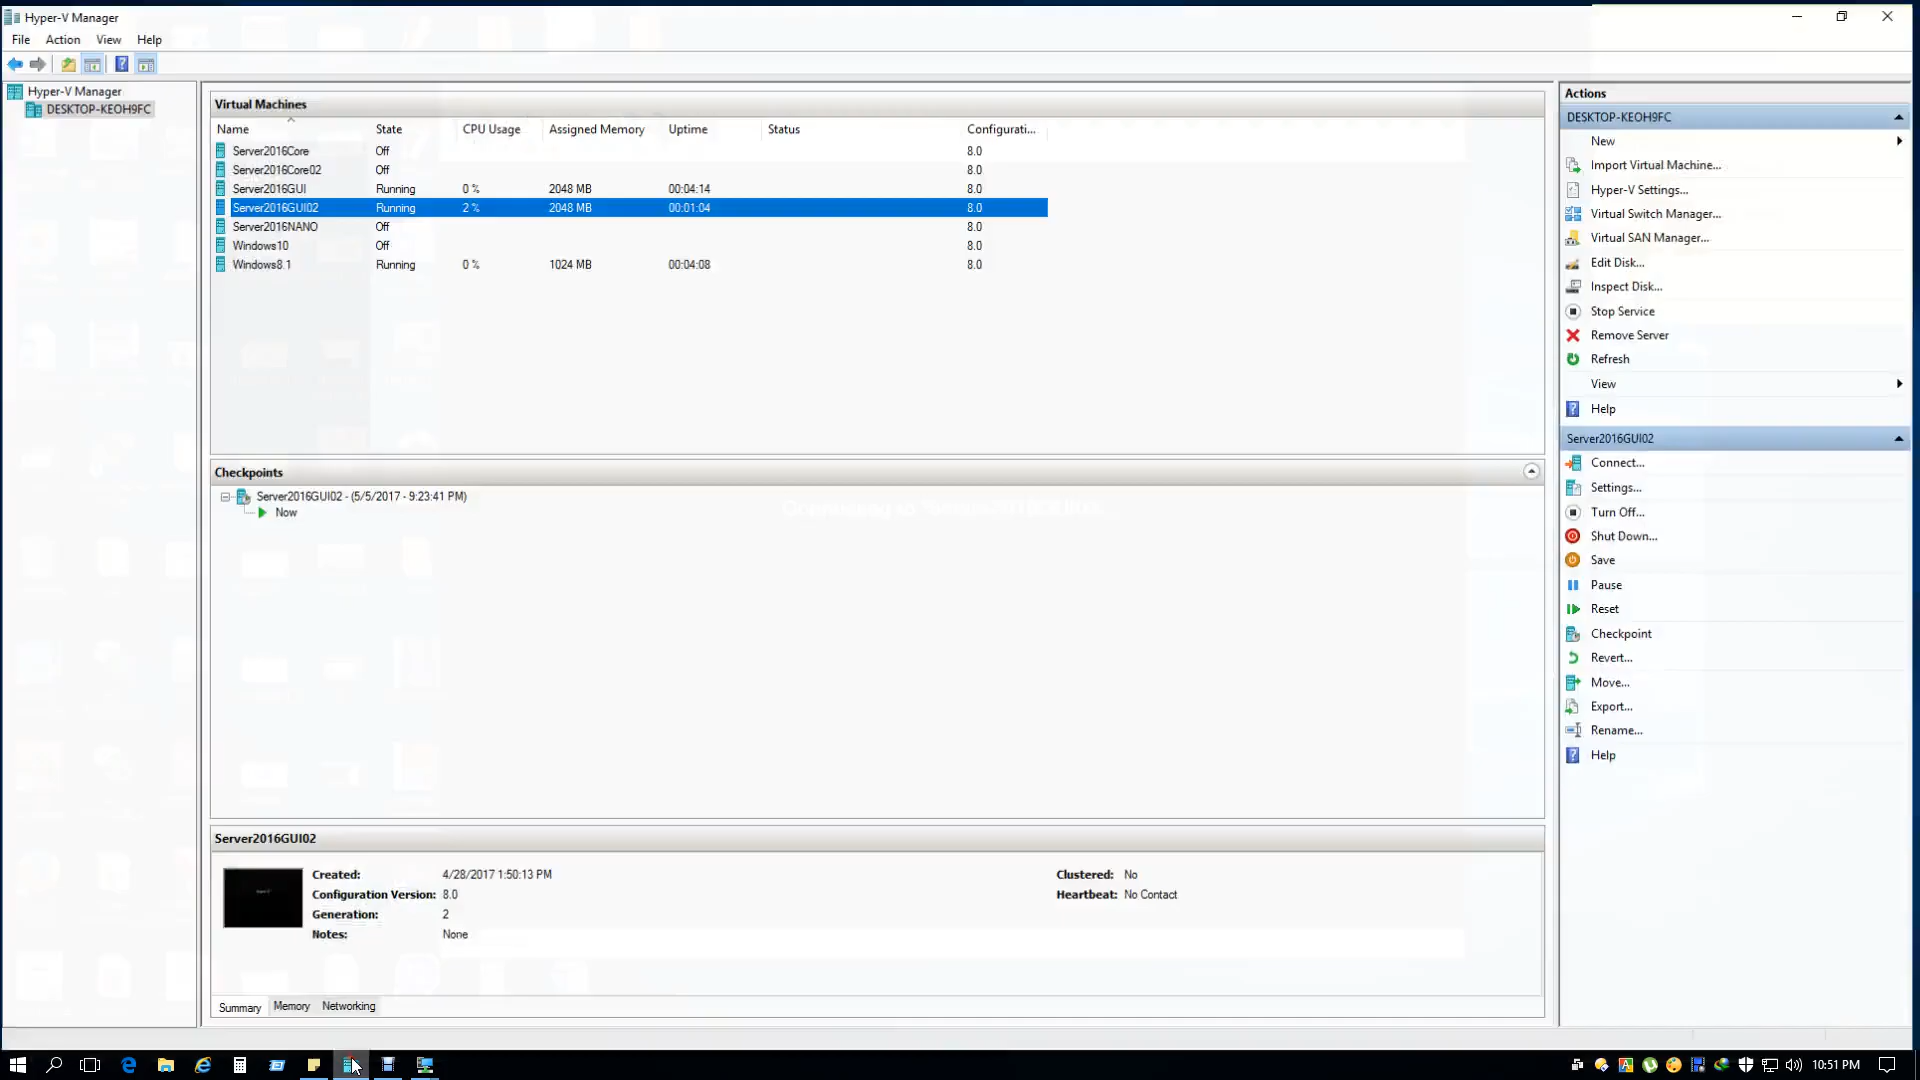 Hyper-V Manager
File Action View Help
Hyper-V Manager
DESKTOP-KEOH9FC
Virtual Machines
Name State CPU Usage Assigned Memory Uptime Status Configurati...
Server2016Core Off 8.0
Server2016Core02 Off 8.0
Server2016GUI Running 0 % 2048 MB 00:04:14 8.0
Server2016GUI02 Running 2 % 2048 MB 00:01:04 8.0
Server2016NANO Off 8.0
Windows10 Off 8.0
Windows8.1 Running 0 % 1024 MB 00:04:08 8.0
Checkpoints
Server2016GUI02 - (5/5/2017 - 9:23:41 PM)
Now
Server2016GUI02
Created: 4/28/2017 1:50:13 PM Clustered: No
Configuration Version: 8.0 Heartbeat: No Contact
Generation: 2
Notes: None
Summary Memory Networking
Actions
DESKTOP-KEOH9FC
New
Import Virtual Machine...
Hyper-V Settings...
Virtual Switch Manager...
Virtual SAN Manager...
Edit Disk...
Inspect Disk...
Stop Service
Remove Server
Refresh
View
Help
Server2016GUI02
Connect...
Settings...
Turn Off...
Shut Down...
Save
Pause
Reset
Checkpoint
Revert...
Move...
Export...
Rename...
Help
10:51 PM